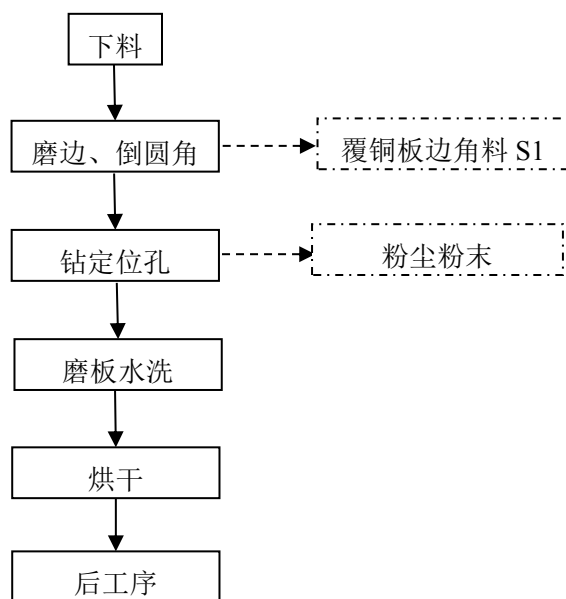 下料
磨边、倒圆角
覆铜板边角料 S1
钻定位孔
粉尘粉末
磨板水洗
烘干
后工序